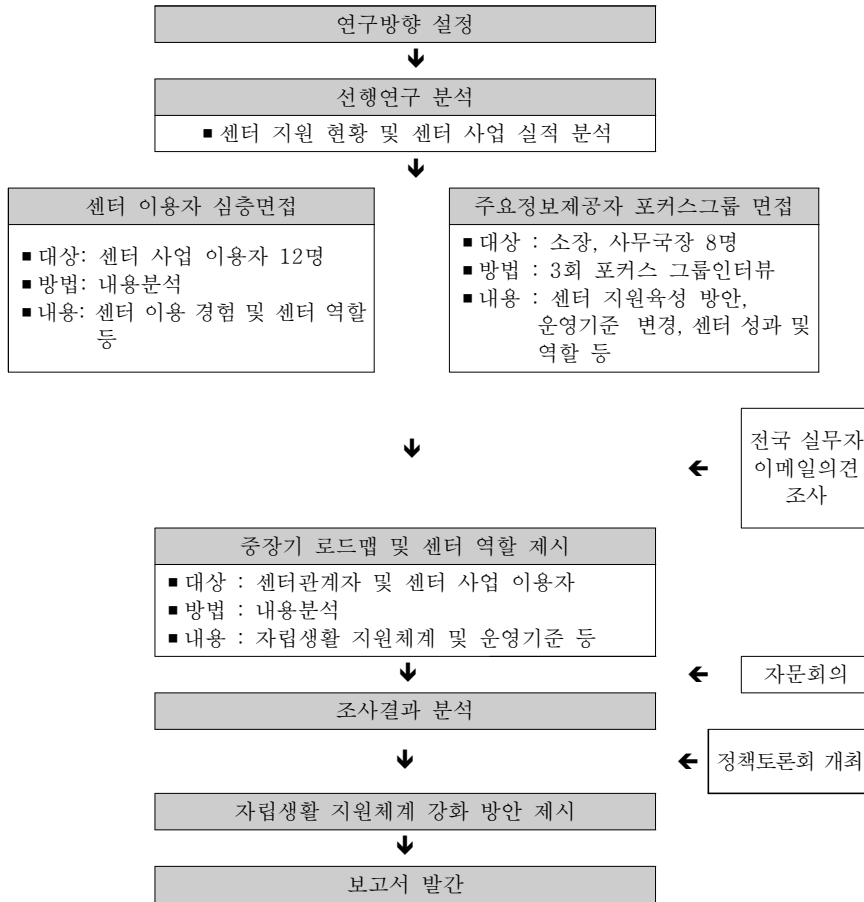 연구방향 설정
선행연구 분석
■ 센터 지원 현황 및 센터 사업 실적 분석
센터 이용자 심층면접
■ 대상: 센터 사업 이용자 12명
■ 방법: 내용분석
■ 내용: 센터 이용 경험 및 센터 역할
등
주요정보제공자 포커스그룹 면접
■ 대상 : 소장, 사무국장 8명
■ 방법 : 3회 포커스 그룹인터뷰
■ 내용 : 센터 지원육성 방안,
운영기준 변경, 센터 성과 및
역할 등
전국 실무자
이메일의견
조사
중장기 로드맵 및 센터 역할 제시
■ 대상 : 센터관계자 및 센터 사업 이용자
■ 방법 : 내용분석
■ 내용 : 자립생활 지원체계 및 운영기준 등
자문회의
조사결과 분석
정책토론회 개최
자립생활 지원체계 강화 방안 제시
보고서 발간